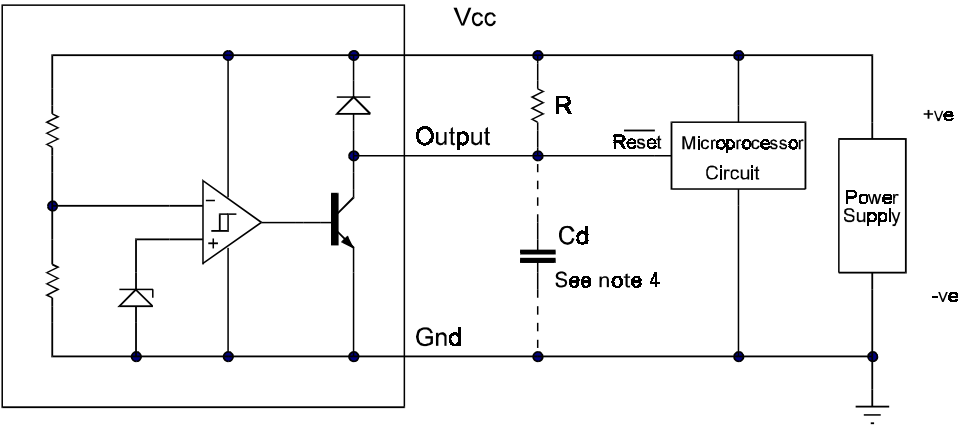 Vcc
R
+ve
Output
Reset
Microprocessor
Circuit
Power
Supply
−
+
Cd
See note 4
-ve
Gnd